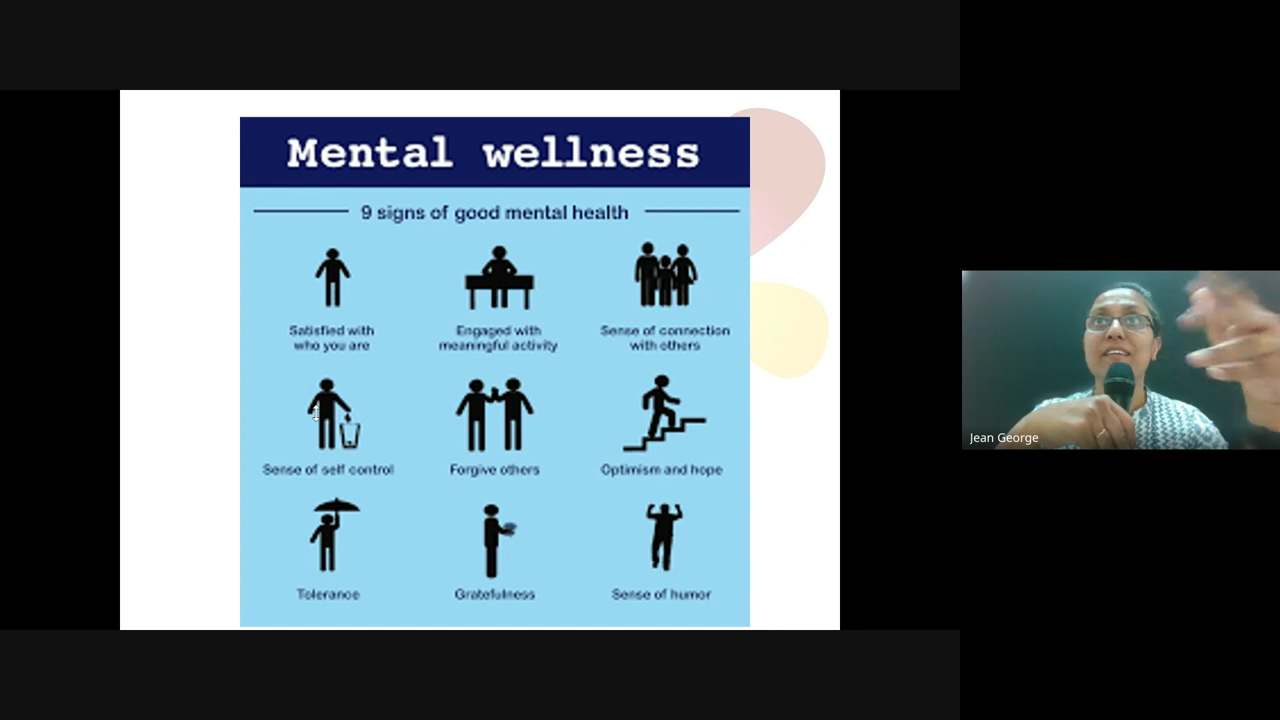 Mental wellness
9 signs of good mental health
Satisfied with
who you are
Engaged with
meaningful activity
Sense of connection
with others
Sense of self control
Forgive others
Optimism and hope
Tolerance
Gratefulness
Sense of humor
Jean George